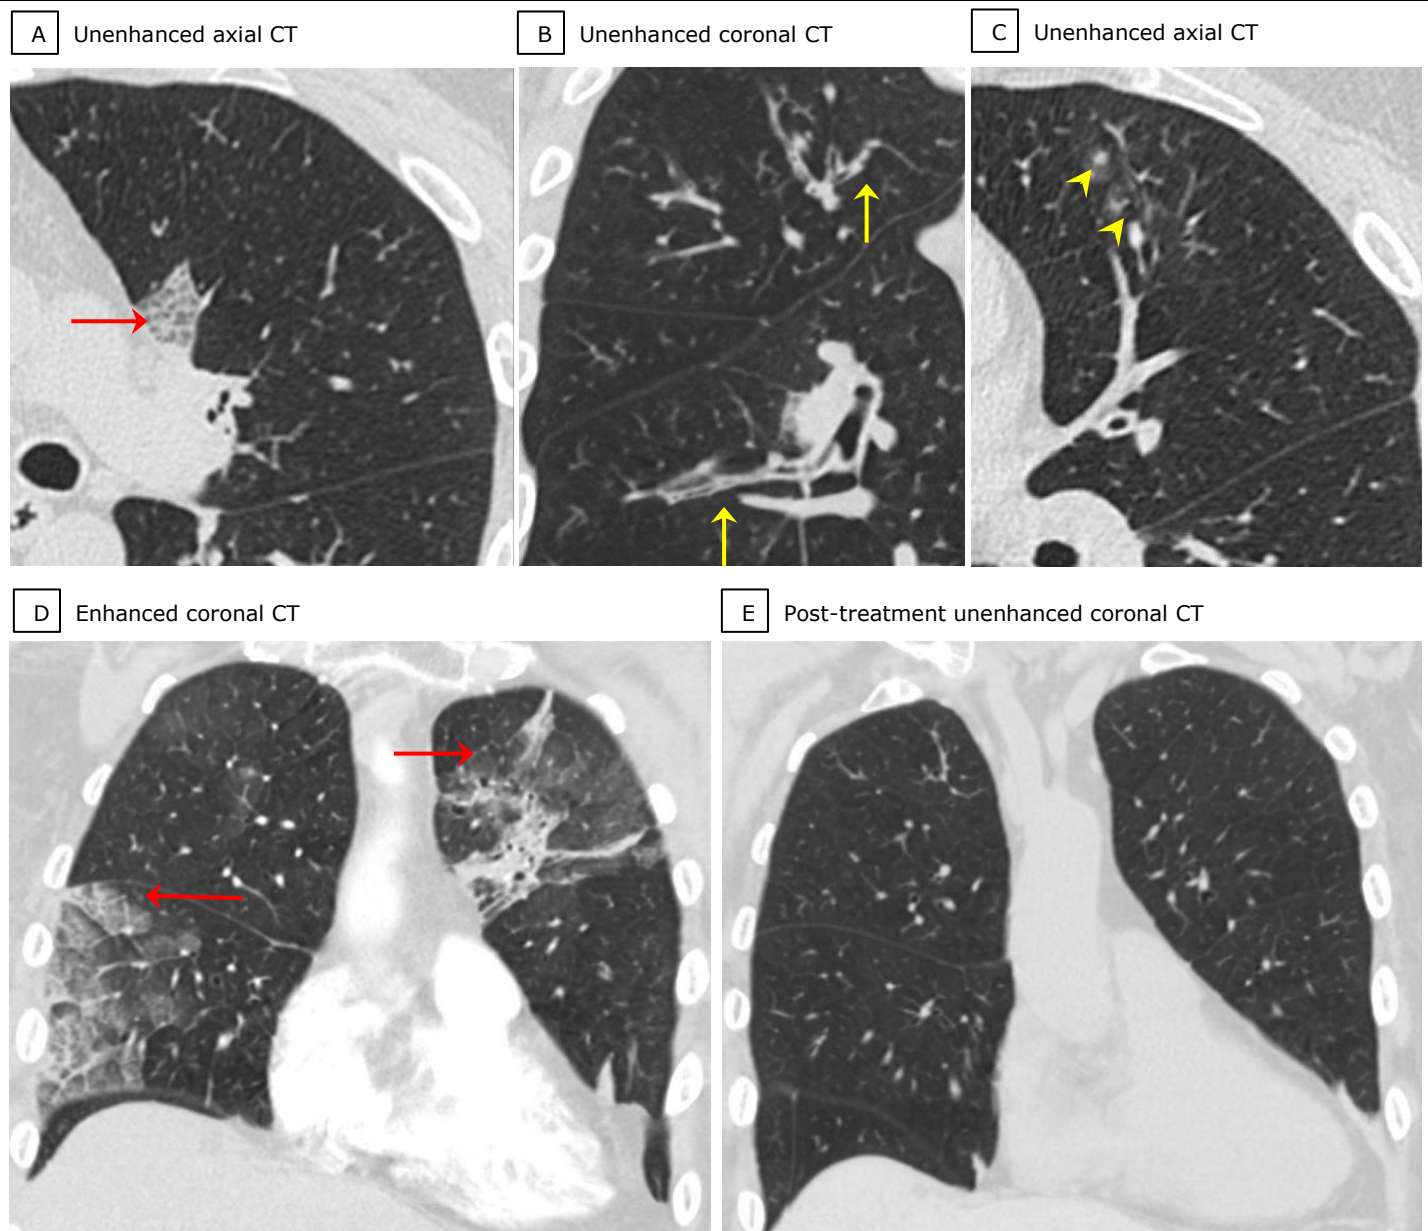 A Unenhanced axial CT
B Unenhanced coronal CT
C Unenhanced axial CT
D Enhanced coronal CT
E Post-treatment unenhanced coronal CT